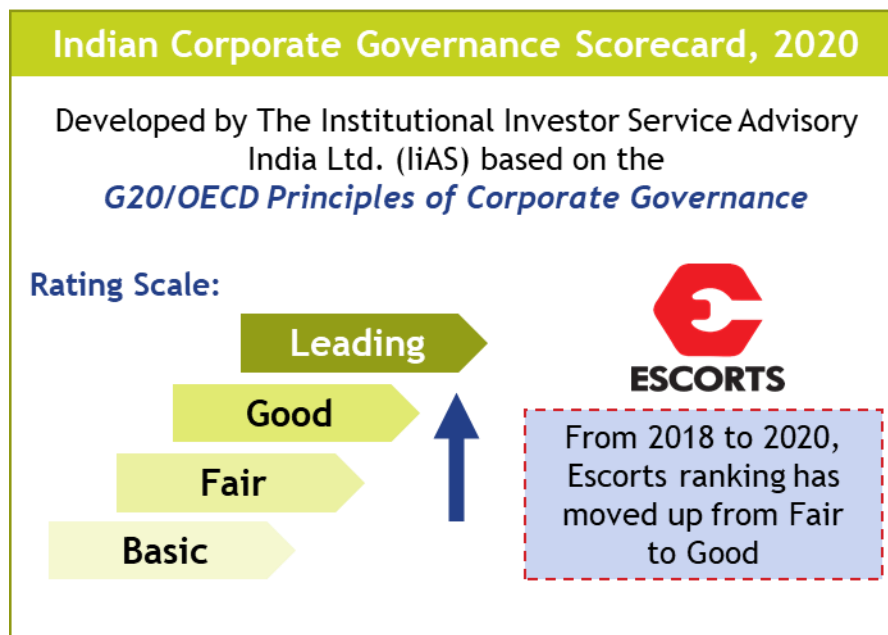 Indian Corporate Governance Scorecard, 2020
Developed by The Institutional Investor Service Advisory
India Ltd. (IiAS) based on the
G20/OECD Principles of Corporate Governance
Rating Scale:
Leading
Good
Fair
Basic
ESCORTS
From 2018 to 2020,
Escorts ranking has
moved up from Fair
to Good